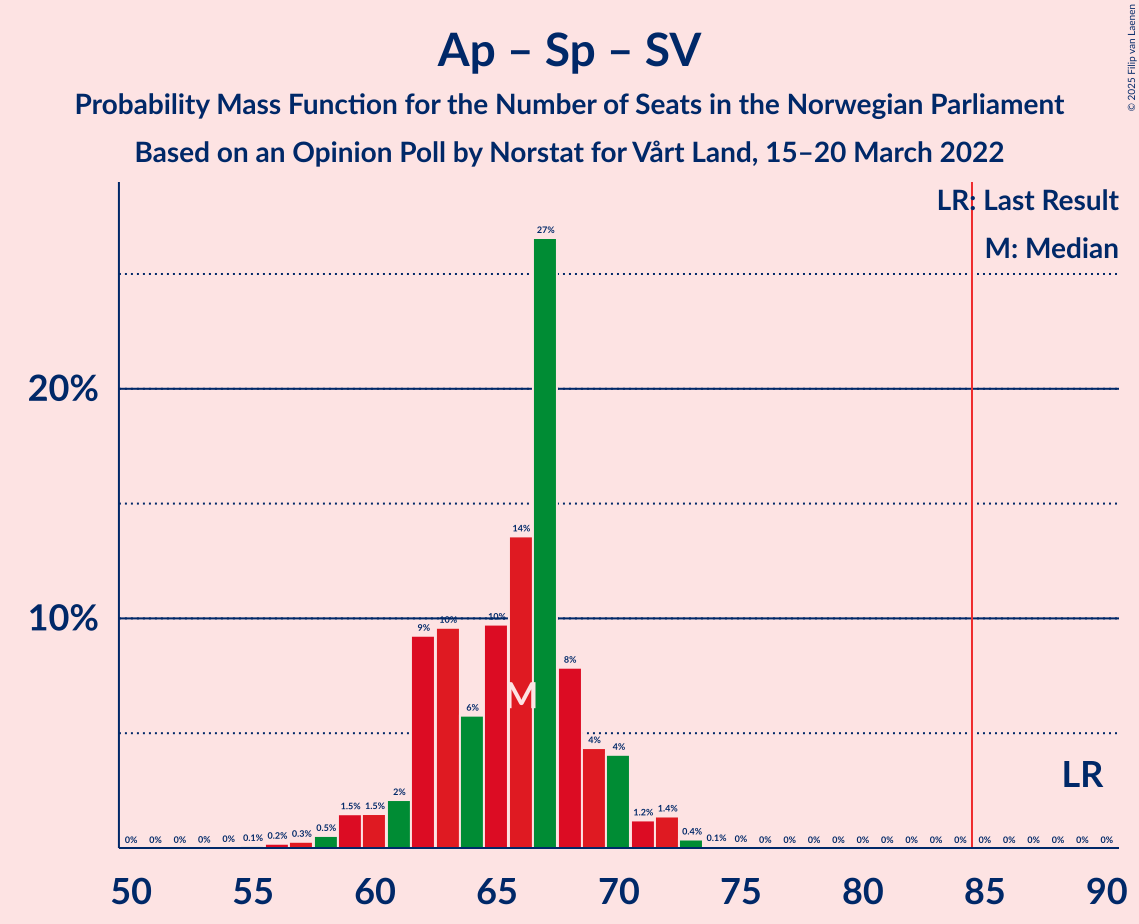 Ap – Sp – SV
Probability Mass Function for the Number of Seats in the Norwegian Parliament
Based on an Opinion Poll by Norstat for Vårt Land, 15–20 March 2022
© 2025 Filip van Laenen
LR: Last Result
M: Median
20%
10%
0% 0% 0% 0% 0% 0.1% 0.2% 0.3% 0.5% 1.5% 1.5% 2% 9% 10% 6% 10% 14% 27% 8% 4% 4% 1.2% 1.4% 0.4% 0.1% 0% 0% 0% 0% 0% 0% 0% 0% 0% 0% 0% 0% 0% 0% 0% 0%
M
LR
50 55 60 65 70 75 80 85 90